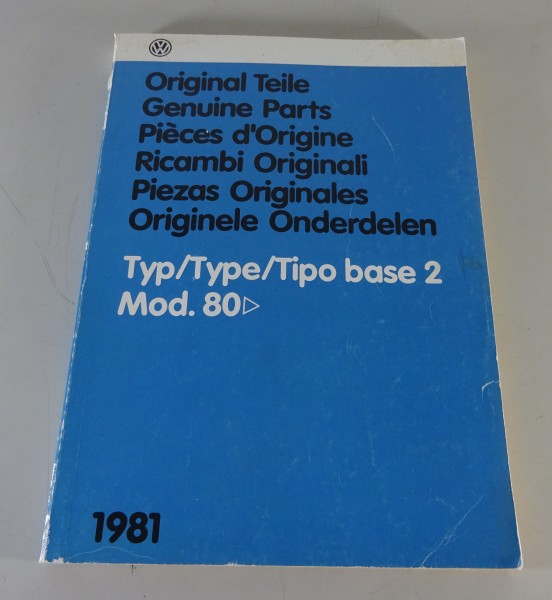 VW
Original Teile
Genuine Parts
Pièces d'Origine
Ricambi Originali
Piezas Originales
Originele Onderdelen
Typ/Type/Tipo base 2
Mod. 80▷
1981